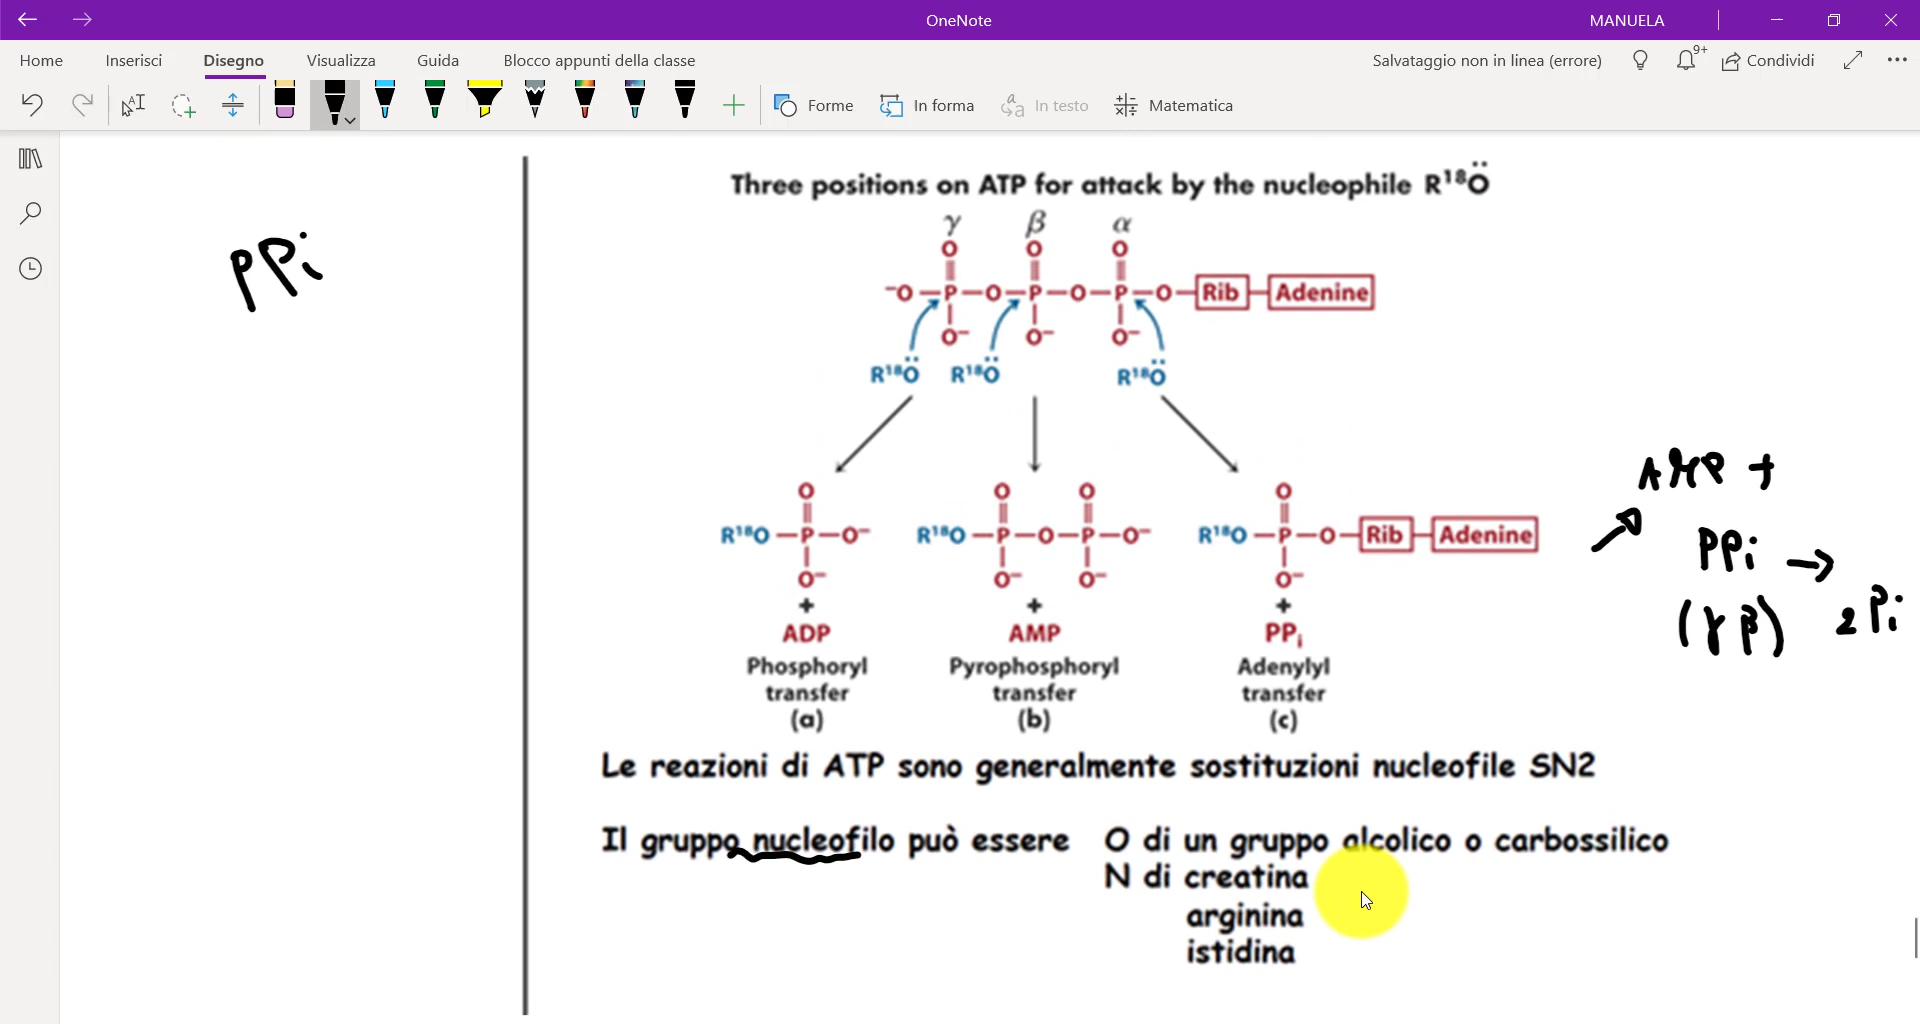 OneNote
MANUELA
Home Inserisci Disegno Visualizza Guida Blocco appunti della classe
Salvataggio non in linea (errore) 9+ Condividi
Forme In forma In testo Matematica
Three positions on ATP for attack by the nucleophile R¹⁸Ö
γ β α
O O O
⁻O—P—O—P—O—P—O—Rib—Adenine
O⁻ O⁻ O⁻
R¹⁸Ö R¹⁸Ö R¹⁸Ö
PPi
O O O O
R¹⁸O—P—O⁻ R¹⁸O—P—O—P—O⁻ R¹⁸O—P—O—Rib—Adenine
O⁻ O⁻ O⁻ O⁻
+ + +
ADP AMP PPi
Phosphoryl Pyrophosphoryl Adenylyl
transfer transfer transfer
(a) (b) (c)
AMP +
PPi →
(γ β) 2 Pi
Le reazioni di ATP sono generalmente sostituzioni nucleofile SN2
Il gruppo nucleofilo può essere O di un gruppo alcolico o carbossilico
N di creatina
arginina
istidina